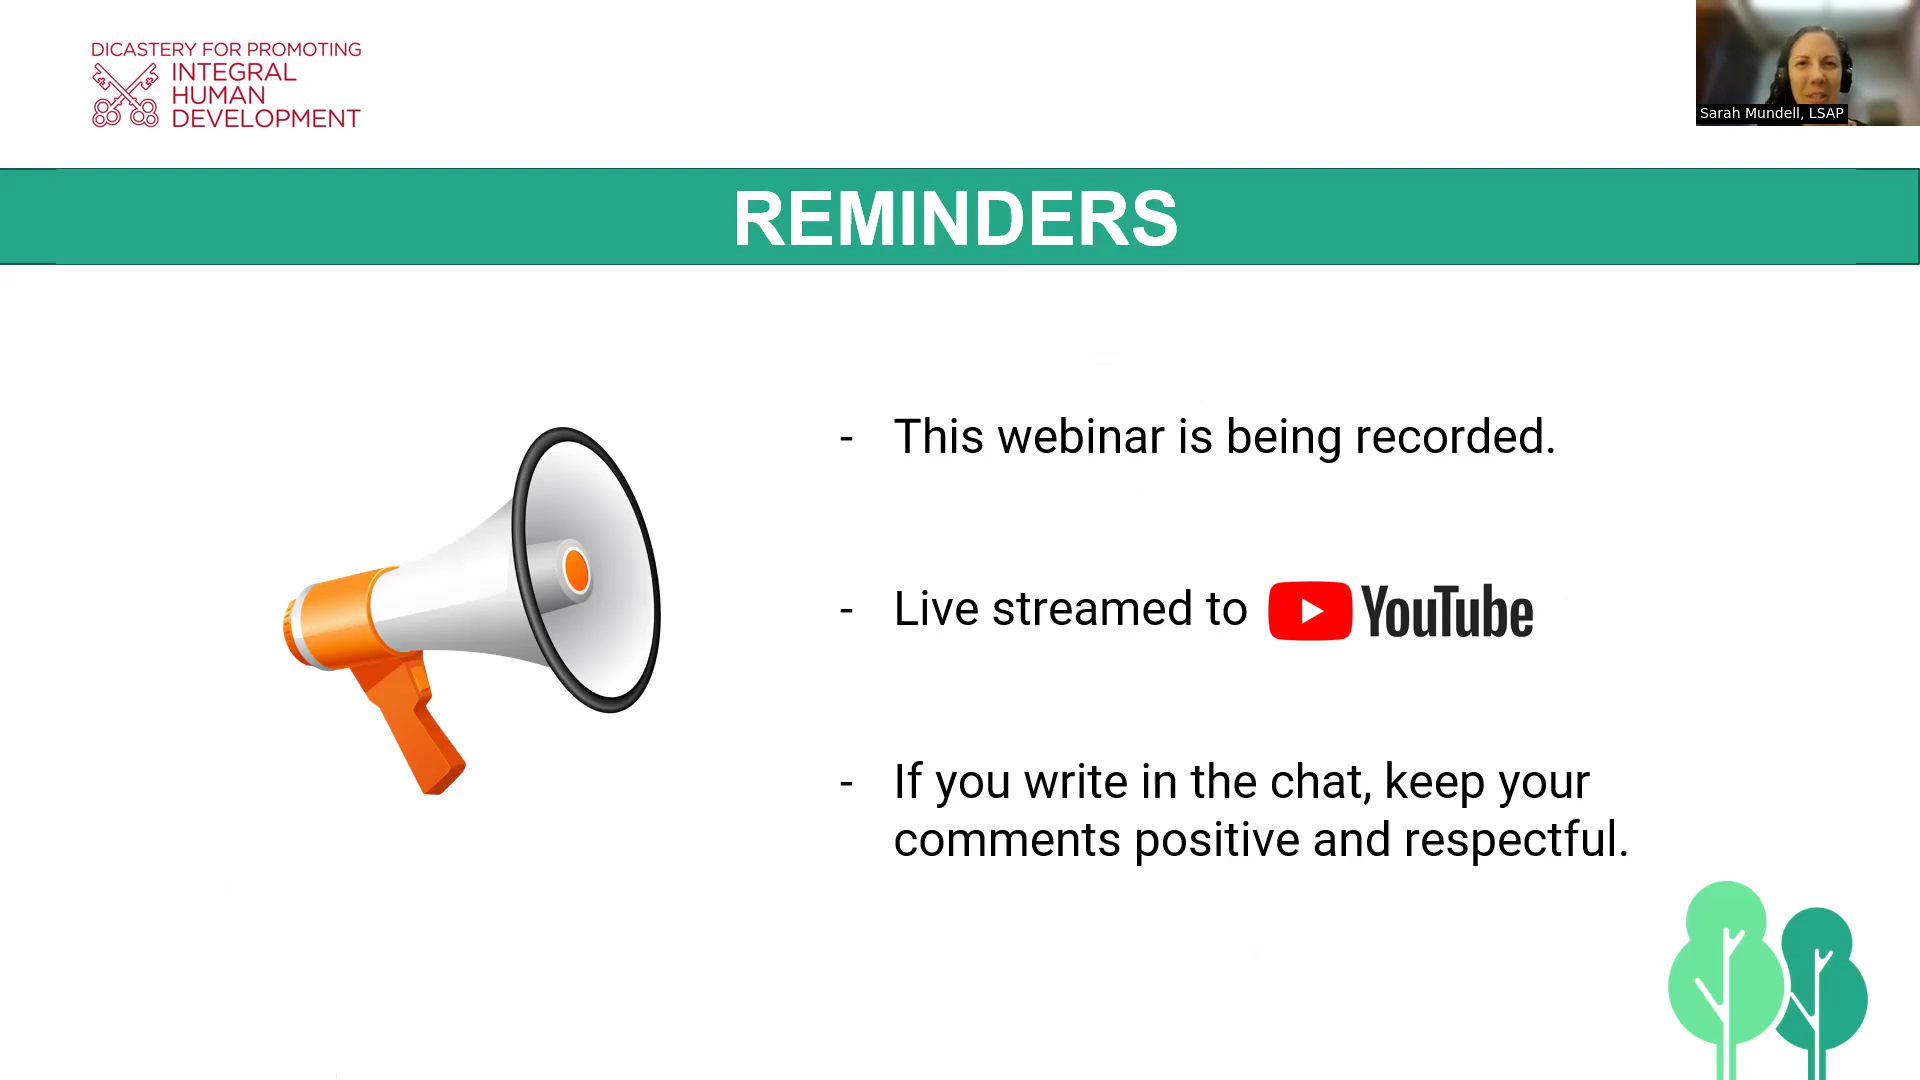 DICASTERY FOR PROMOTING
INTEGRAL
HUMAN
DEVELOPMENT
Sarah Mundell, LSAP
REMINDERS
- This webinar is being recorded.
- Live streamed to YouTube
- If you write in the chat, keep your
comments positive and respectful.